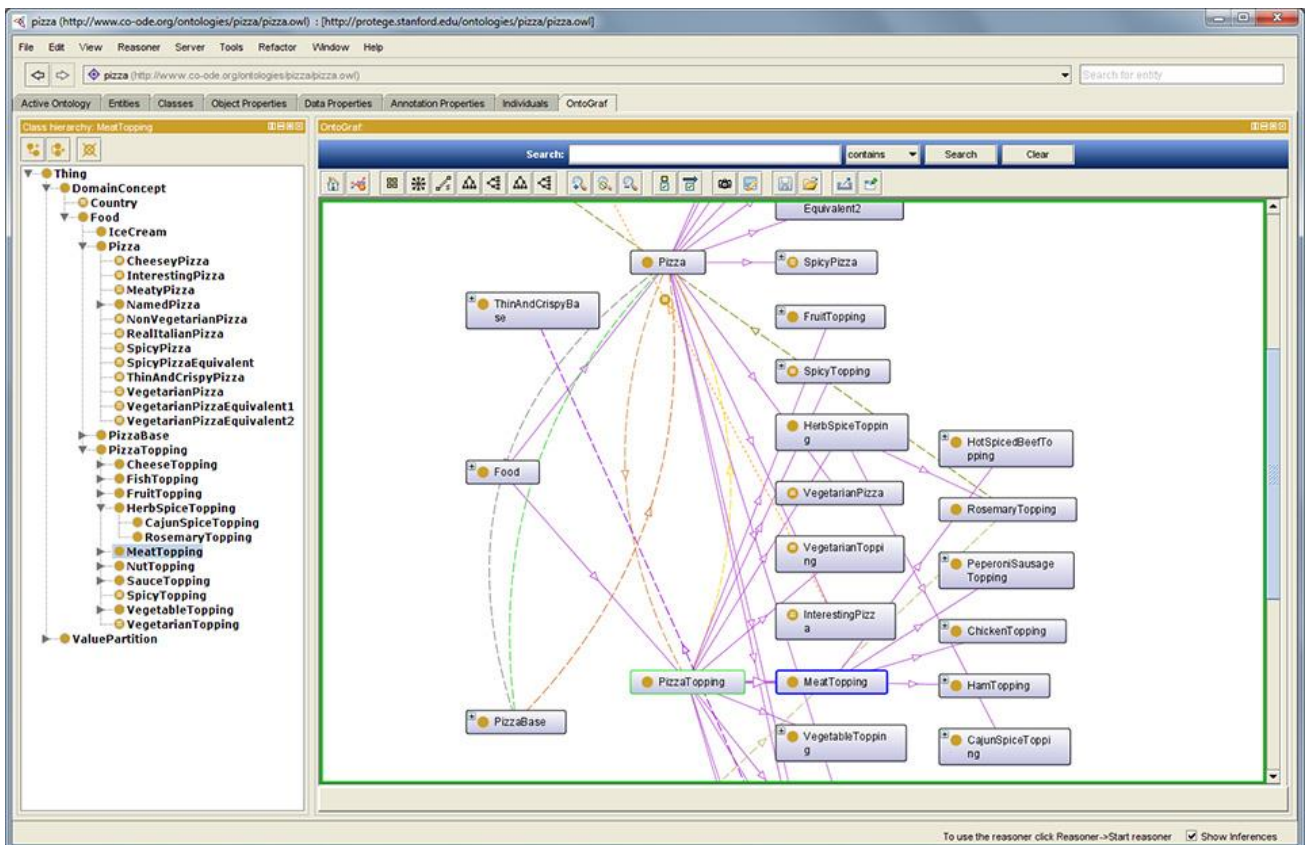 pizza (http://www.co-ode.org/ontologies/pizza/pizza.owl) : [http://protege.stanford.edu/ontologies/pizza/pizza.owl]
File Edit View Reasoner Server Tools Refactor Window Help
pizza (http://www.co-ode.org/ontologies/pizza/pizza.owl)
Search for entity
Active Ontology Entities Classes Object Properties Data Properties Annotation Properties Individuals OntoGraf
Class hierarchy: MeatTopping
Thing
DomainConcept
Country
Food
IceCream
Pizza
CheeseyPizza
InterestingPizza
MeatyPizza
NamedPizza
NonVegetarianPizza
RealItalianPizza
SpicyPizza
SpicyPizzaEquivalent
ThinAndCrispyPizza
VegetarianPizza
VegetarianPizzaEquivalent1
VegetarianPizzaEquivalent2
PizzaBase
PizzaTopping
CheeseTopping
FishTopping
FruitTopping
HerbSpiceTopping
CajunSpiceTopping
RosemaryTopping
MeatTopping
NutTopping
SauceTopping
SpicyTopping
VegetableTopping
VegetarianTopping
ValuePartition
OntoGraf
Search: contains Search Clear
Equivalent2
Pizza
SpicyPizza
ThinAndCrispyBa
se
FruitTopping
SpicyTopping
HerbSpiceToppin
g
HotSpicedBeefTo
pping
Food
VegetarianPizza
RosemaryTopping
VegetarianToppi
ng
PeperoniSausage
Topping
InterestingPizz
a
ChickenTopping
PizzaTopping
MeatTopping
HamTopping
PizzaBase
VegetableToppin
g
CajunSpiceToppi
ng
To use the reasoner click Reasoner->Start reasoner Show Inferences